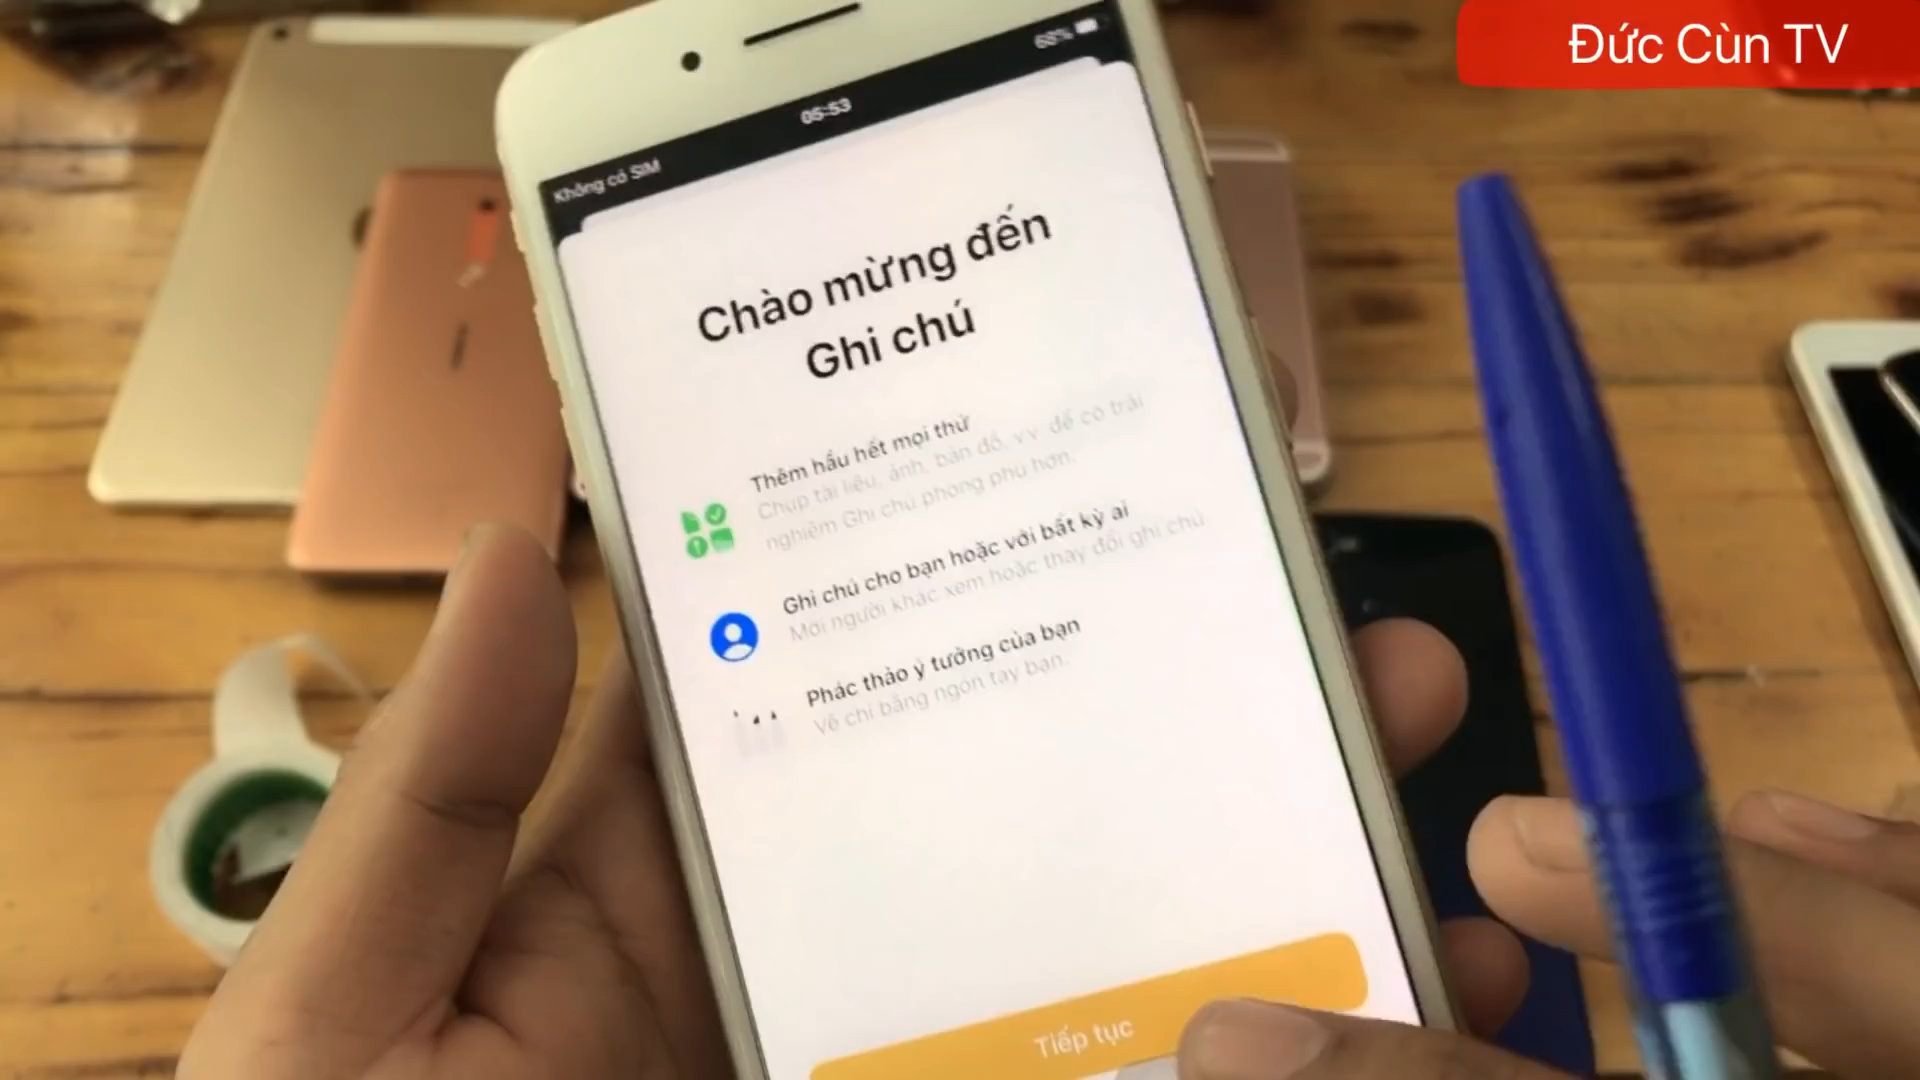 Đức Cùn TV
68%
05:53
Không có SIM
Chào mừng đến
Ghi chú
Thêm hầu hết mọi thứ
Chụp tài liệu, ảnh, bản đồ, v.v. để có trải
nghiệm Ghi chú phong phú hơn.
Ghi chú cho bạn hoặc với bất kỳ ai
Mời người khác xem hoặc thay đổi ghi chú
Phác thảo ý tưởng của bạn
Vẽ chỉ bằng ngón tay bạn.
Tiếp tục